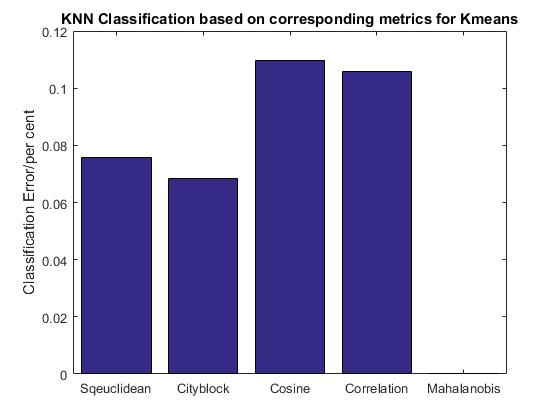 KNN Classification based on corresponding metrics for Kmeans
Classification Error/per cent
0.12
0.1
0.08
0.06
0.04
0.02
0
Sqeuclidean Cityblock Cosine Correlation Mahalanobis